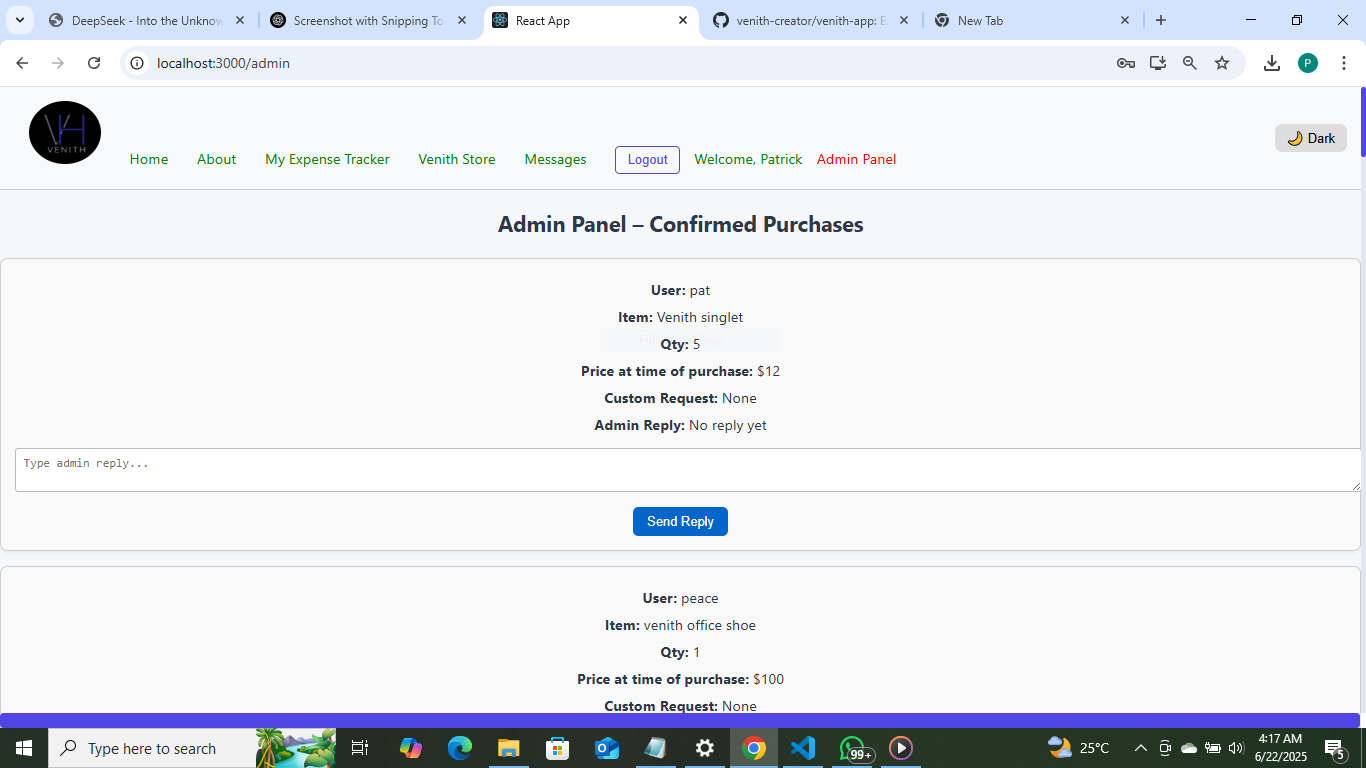 DeepSeek - Into the Unknow
Screenshot with Snipping To
React App
venith-creator/venith-app: E
New Tab
localhost:3000/admin
P
VH
VENITH
Home
About
My Expense Tracker
Venith Store
Messages
Logout
Welcome, Patrick
Admin Panel
🌙 Dark
Admin Panel – Confirmed Purchases
User: pat
Item: Venith singlet
Qty: 5
Price at time of purchase: $12
Custom Request: None
Admin Reply: No reply yet
Type admin reply...
Send Reply
User: peace
Item: venith office shoe
Qty: 1
Price at time of purchase: $100
Custom Request: None
Type here to search
99+
25°C
4:17 AM
6/22/2025
5